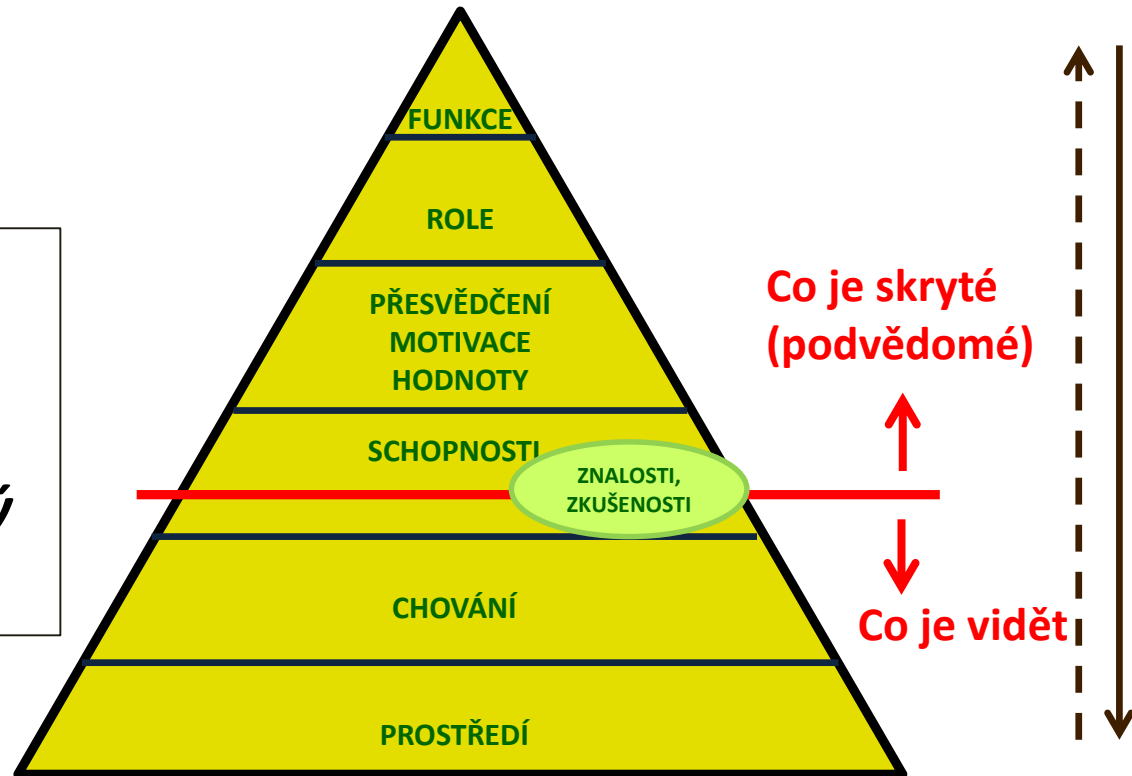 FUNKCE
ROLE
PŘESVĚDČENÍ
MOTIVACE
HODNOTY
SCHOPNOSTI
ZNALOSTI,
ZKUŠENOSTI
CHOVÁNÍ
PROSTŘEDÍ
Co je skryté
(podvědomé)
Co je vidět
ý